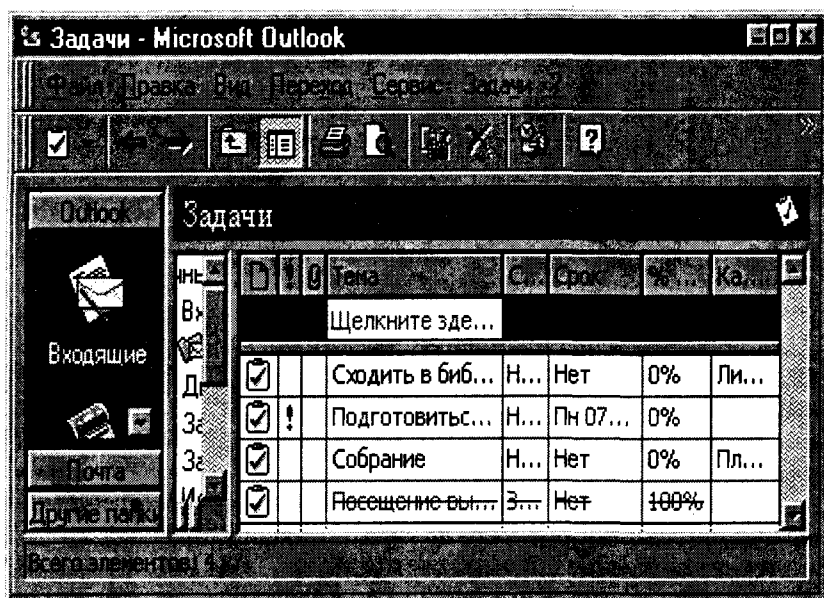 Задачи - Microsoft Outlook
Файл Правка Вид Переход Сервис Задачи ?
Outlook
Задачи
Тема С... Срок % ... Ка...
Щелкните зде...
Входящие
Сходить в биб... Н... Нет 0% Ли...
Подготовитьс... Н... Пн 07... 0%
Собрание Н... Нет 0% Пл...
Посещение вы... З... Нет 100%
Почта
Другие папки
Всего элементов: 4